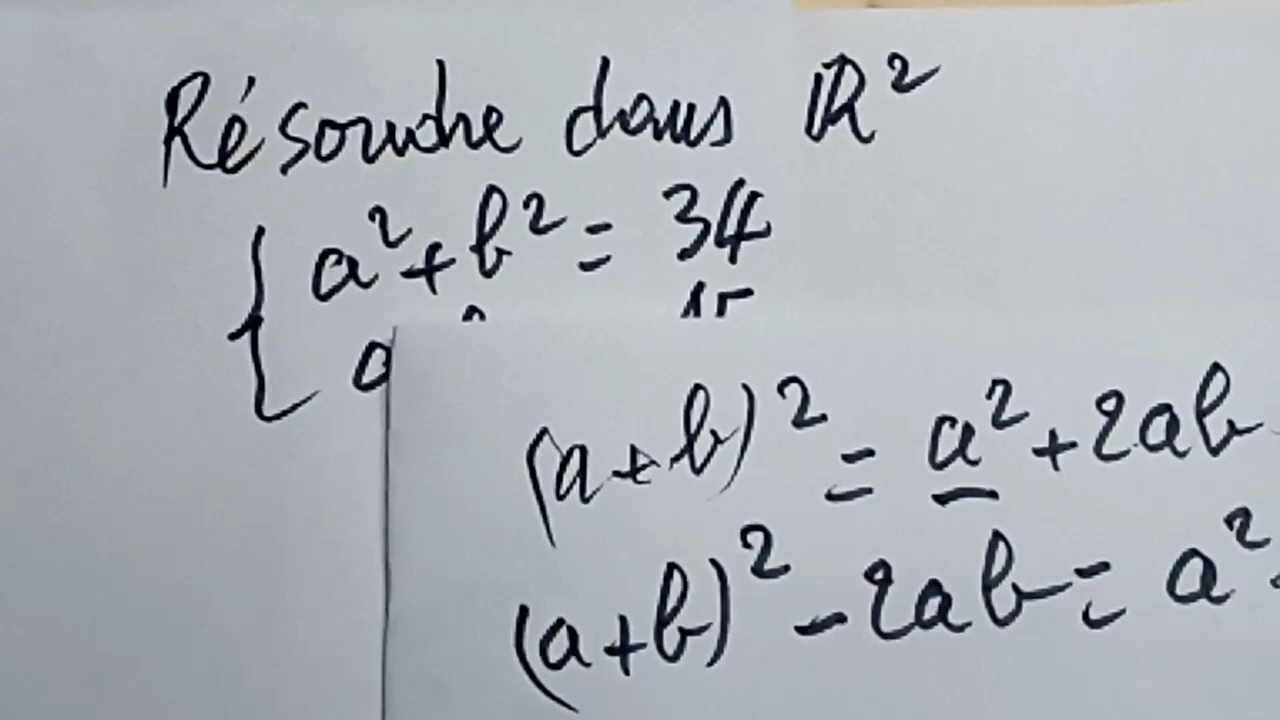 Résoudre dans ℝ²
a² + b² = 34
a
(a+b)² = a² + 2ab
(a+b)² - 2ab = a²